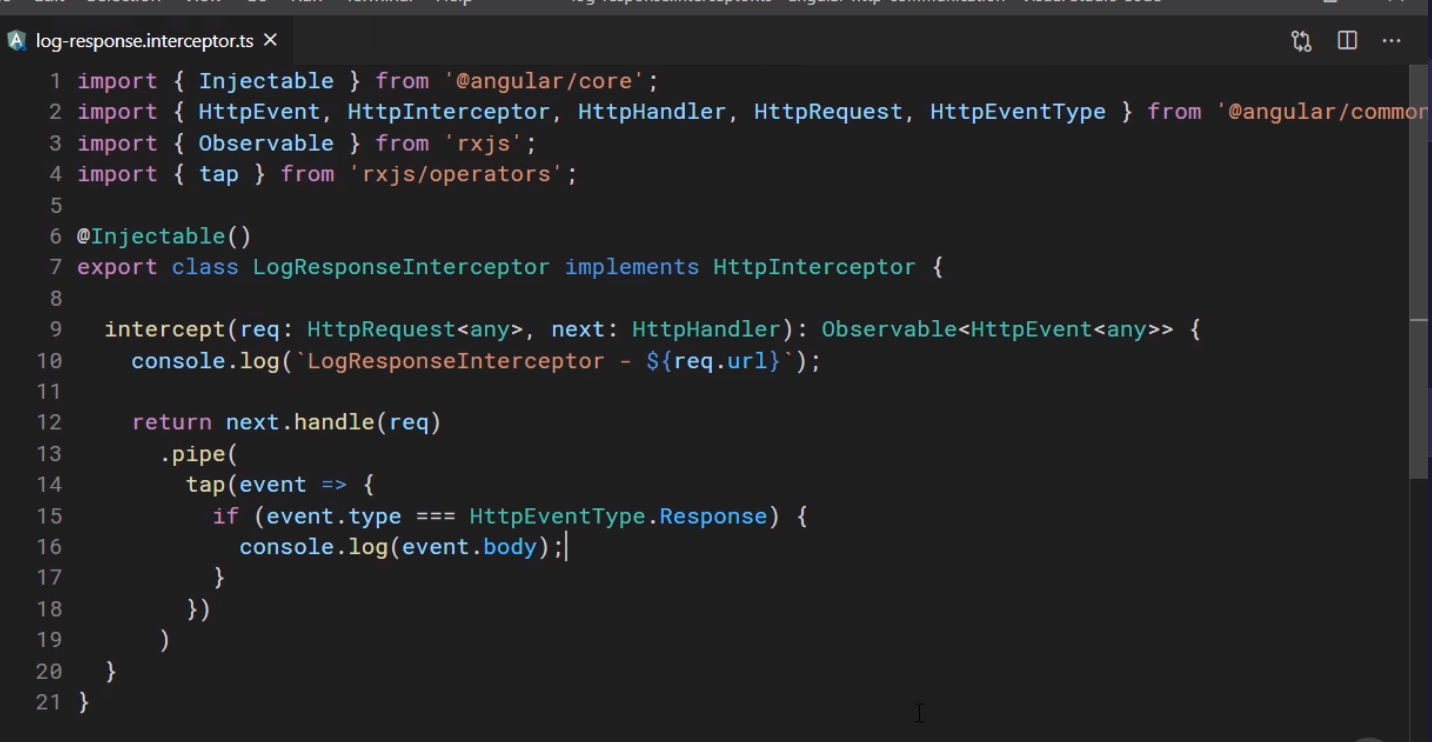 log-response.interceptor.ts
1 import { Injectable } from '@angular/core';
2 import { HttpEvent, HttpInterceptor, HttpHandler, HttpRequest, HttpEventType } from '@angular/common
3 import { Observable } from 'rxjs';
4 import { tap } from 'rxjs/operators';
5
6 @Injectable()
7 export class LogResponseInterceptor implements HttpInterceptor {
8
9 intercept(req: HttpRequest<any>, next: HttpHandler): Observable<HttpEvent<any>> {
10 console.log(`LogResponseInterceptor - ${req.url}`);
11
12 return next.handle(req)
13 .pipe(
14 tap(event => {
15 if (event.type === HttpEventType.Response) {
16 console.log(event.body);
17 }
18 })
19 )
20 }
21 }